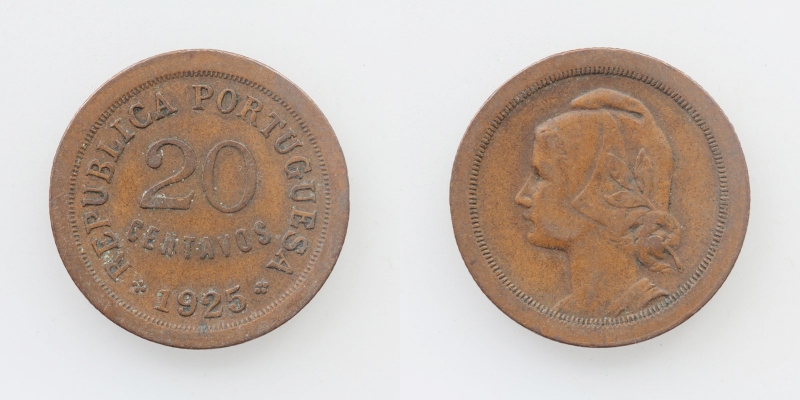 REPUBLICA PORTUGUESA
20
CENTAVOS
* 1925 *